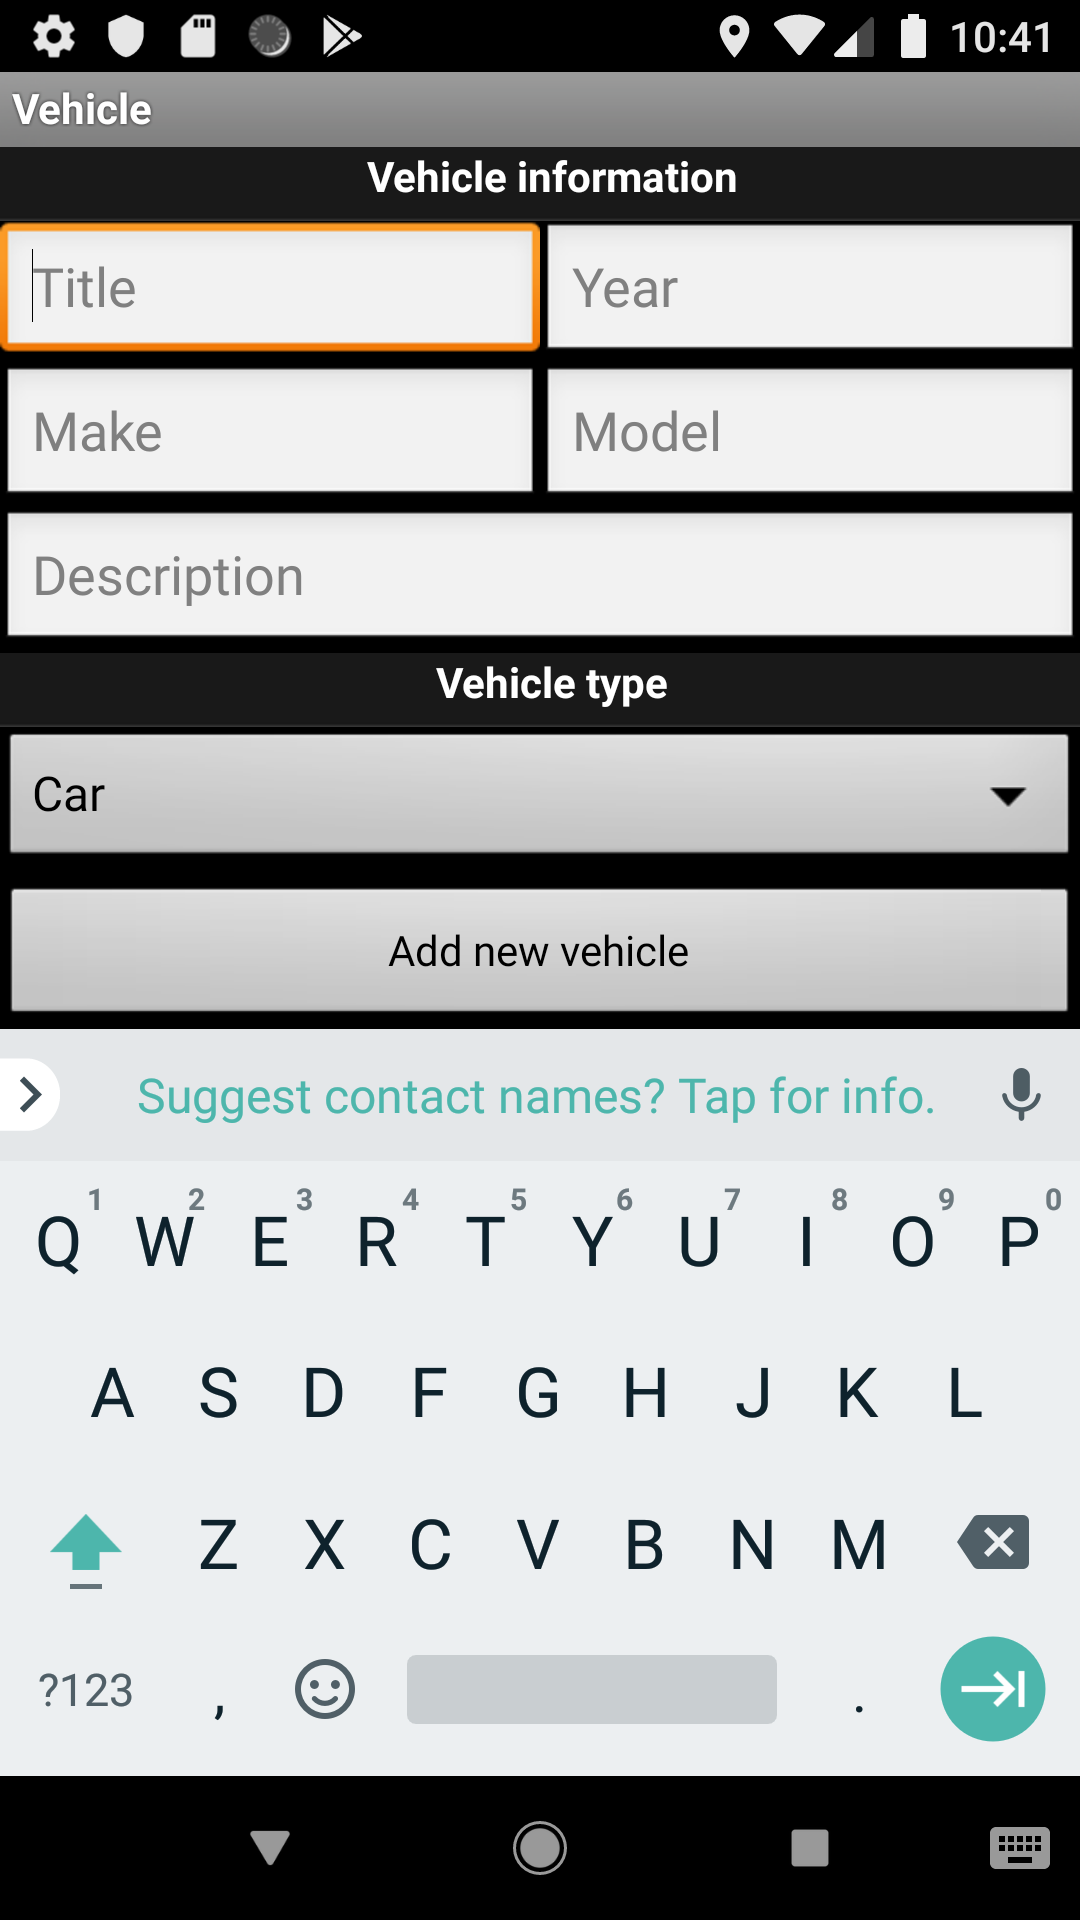 10:41
Vehicle
Vehicle information
Title Year
Make Model
Description
Vehicle type
Car
Add new vehicle
Suggest contact names? Tap for info.
1 2 3 4 5 6 7 8 9 0
Q W E R T Y U I O P
A S D F G H J K L
Z X C V B N M
?123 , .